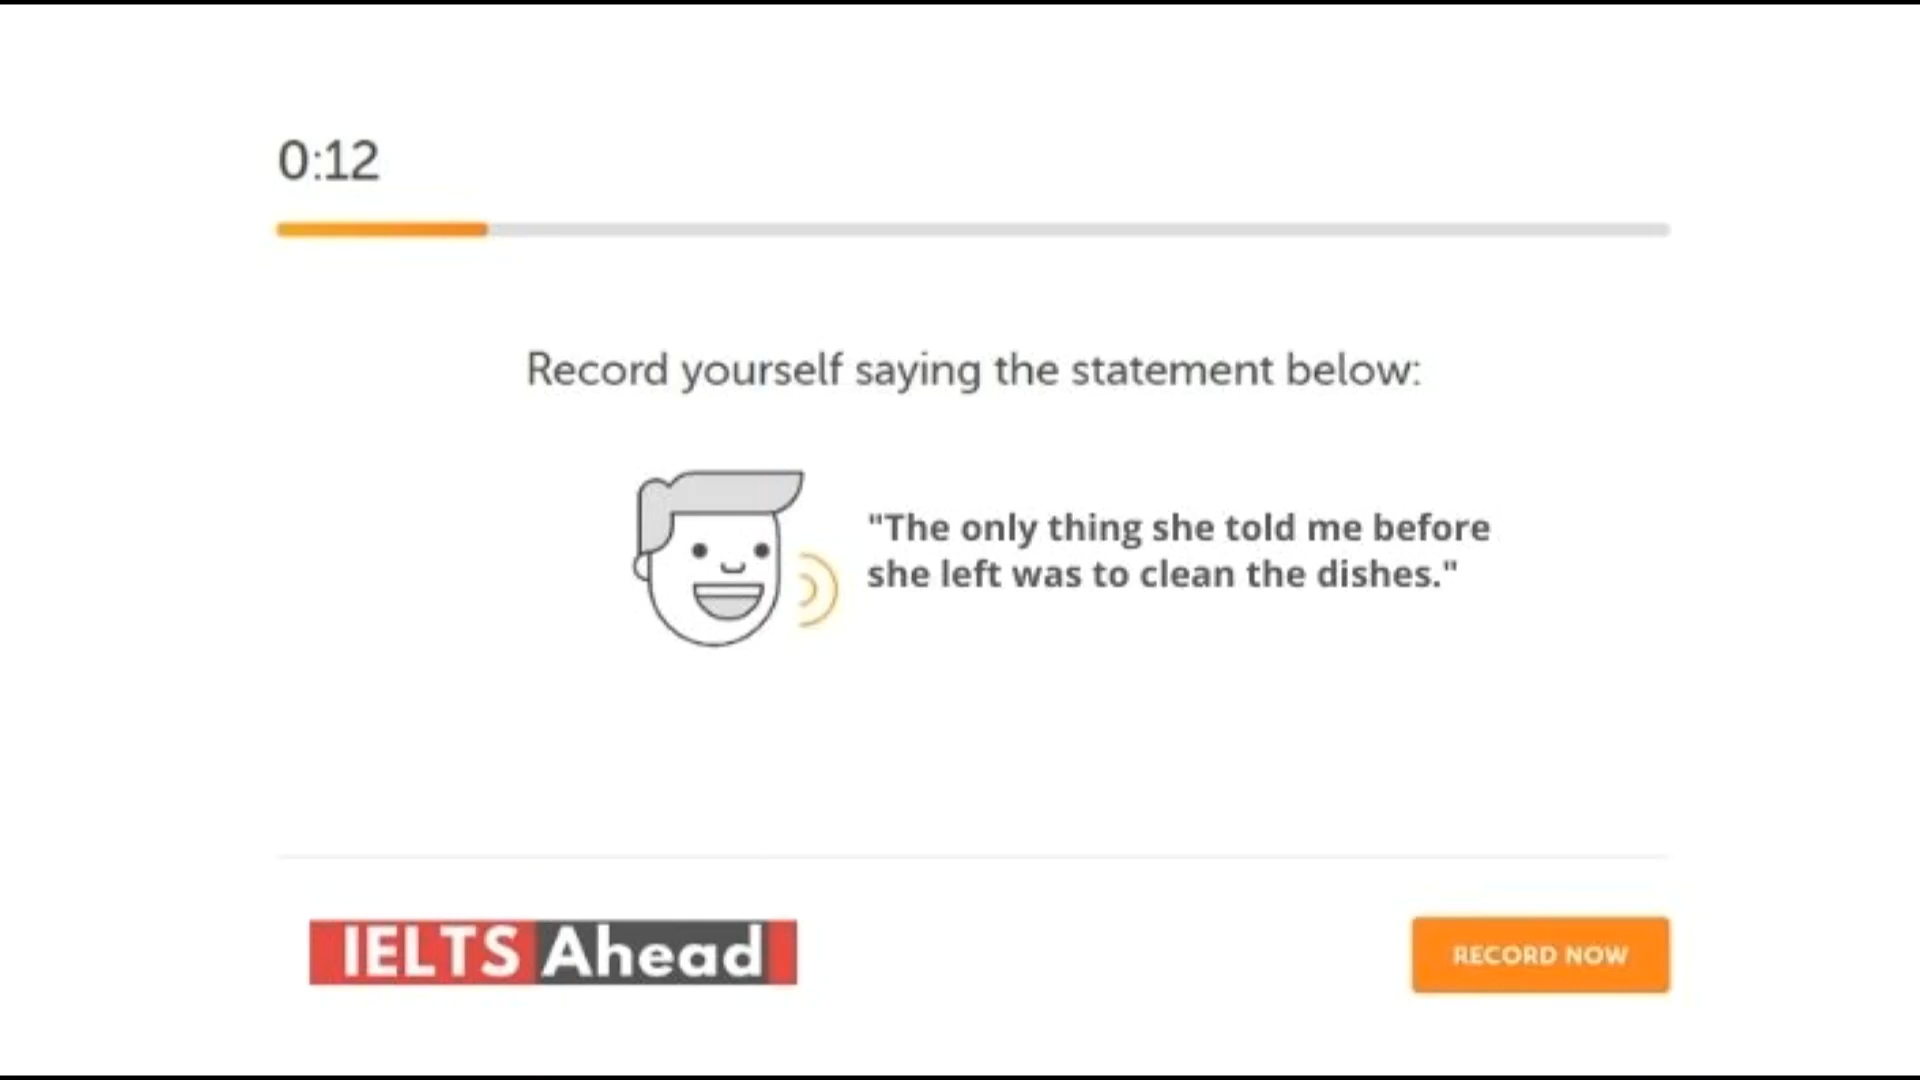 0:12
Record yourself saying the statement below:
"The only thing she told me before
she left was to clean the dishes."
IELTS Ahead
RECORD NOW